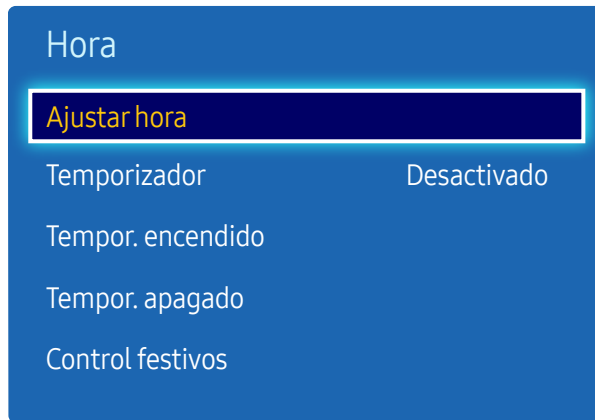 Hora
Ajustar hora
Temporizador Desactivado
Tempor. encendido
Tempor. apagado
Control festivos